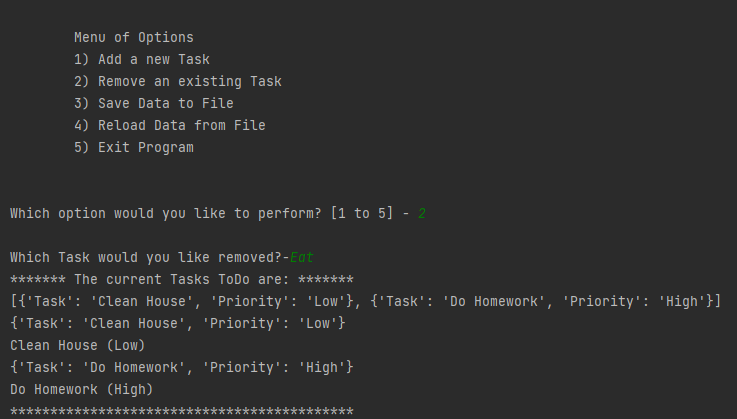 Menu of Options
1) Add a new Task
2) Remove an existing Task
3) Save Data to File
4) Reload Data from File
5) Exit Program
Which option would you like to perform? [1 to 5] - 2
Which Task would you like removed?-Eat
******* The current Tasks ToDo are: *******
[{'Task': 'Clean House', 'Priority': 'Low'}, {'Task': 'Do Homework', 'Priority': 'High'}]
{'Task': 'Clean House', 'Priority': 'Low'}
Clean House (Low)
{'Task': 'Do Homework', 'Priority': 'High'}
Do Homework (High)
*******************************************